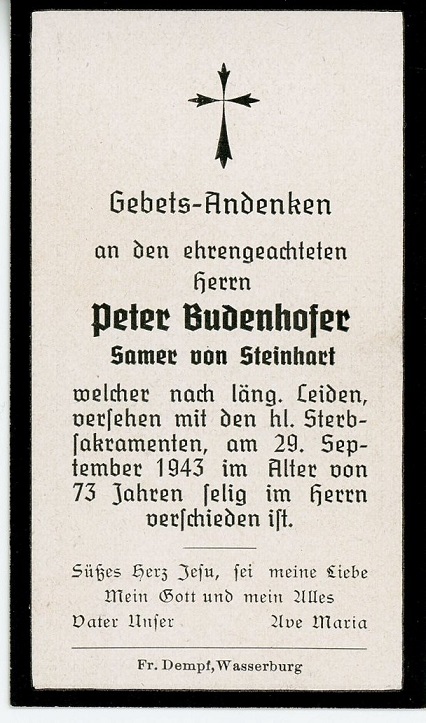 Gebets-Andenken
an den ehrengeachteten
Herrn
Peter Budenhofer
Samer von Steinhart
welcher nach läng. Leiden,
versehen mit den hl. Sterb-
sakramenten, am 29. Sep-
tember 1943 im Alter von
73 Jahren selig im Herrn
verschieden ist.
Süßes Herz Jesu, sei meine Liebe
Mein Gott und mein Alles
Vater Unser Ave Maria
Fr. Dempf, Wasserburg